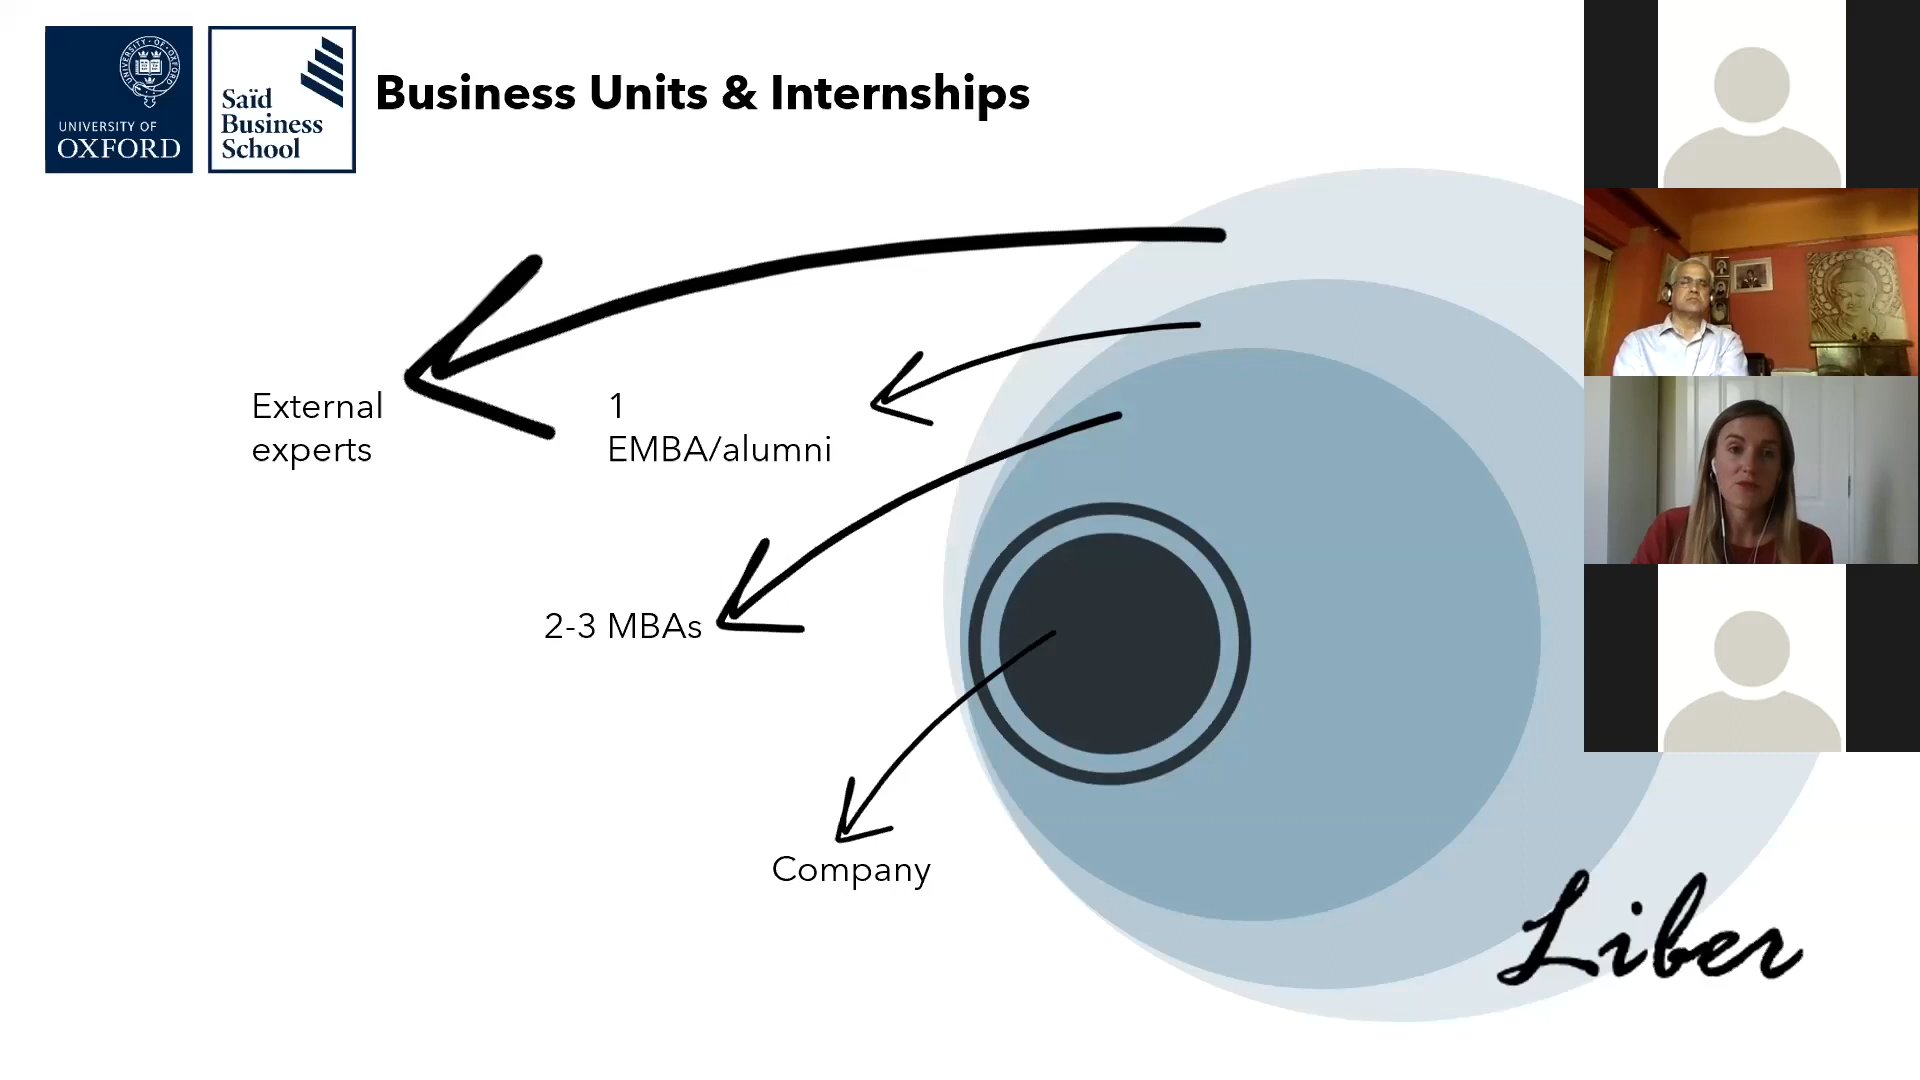 UNIVERSITY OF
OXFORD
Saïd
Business
School
Business Units & Internships
External
experts
1
EMBA/alumni
2-3 MBAs
Company
Liber